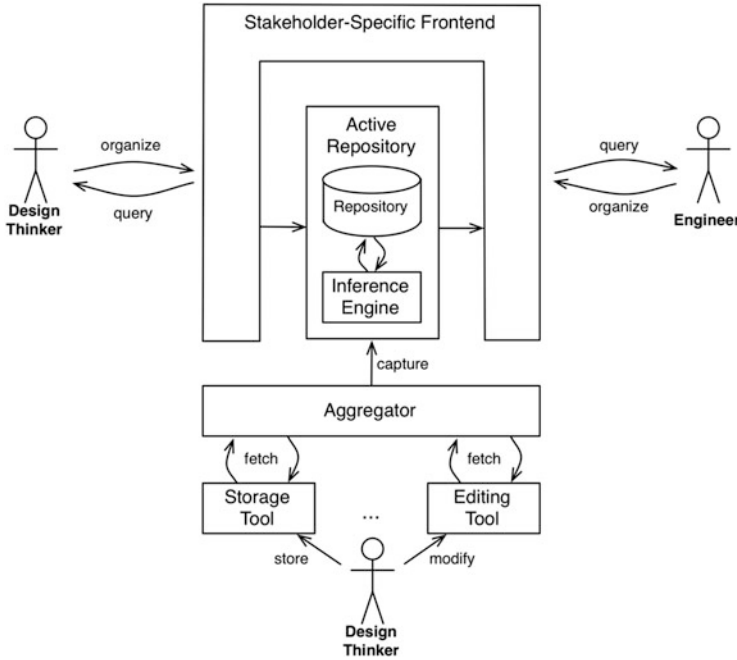 Stakeholder-Specific Frontend
Active
Repository
organize
query
Design
Thinker
query
organize
Engineer
Repository
Inference
Engine
capture
Aggregator
fetch
fetch
Storage
Tool
...
Editing
Tool
store
modify
Design
Thinker